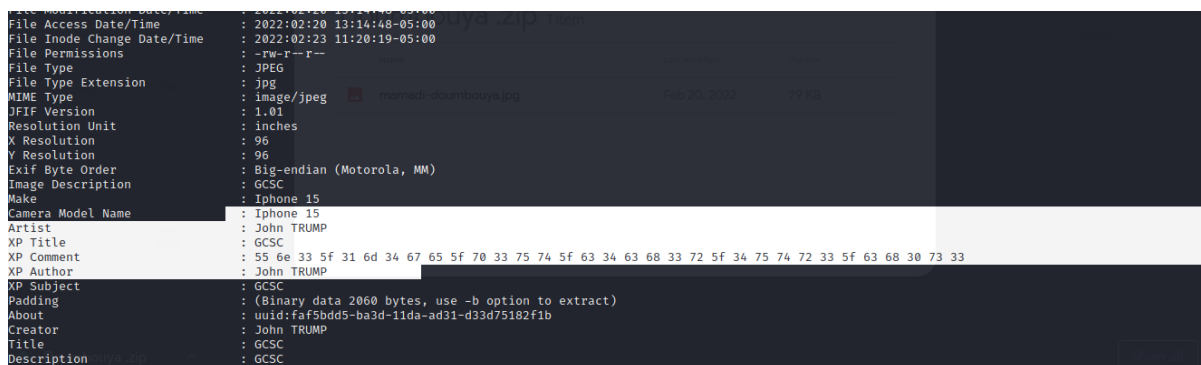 File Modification Date/Time : 2022:02:20 13:14:48-05:00
File Access Date/Time : 2022:02:20 13:14:48-05:00
File Inode Change Date/Time : 2022:02:23 11:20:19-05:00
File Permissions : -rw-r--r--
File Type : JPEG
File Type Extension : jpg
MIME Type : image/jpeg
JFIF Version : 1.01
Resolution Unit : inches
X Resolution : 96
Y Resolution : 96
Exif Byte Order : Big-endian (Motorola, MM)
Image Description : GCSC
Make : Iphone 15
Camera Model Name : Iphone 15
Artist : John TRUMP
XP Title : GCSC
XP Comment : 55 6e 33 5f 31 6d 34 67 65 5f 70 33 75 74 5f 63 34 63 68 33 72 5f 34 75 74 72 33 5f 63 68 30 73 33
XP Author : John TRUMP
XP Subject : GCSC
Padding : (Binary data 2060 bytes, use -b option to extract)
About : uuid:faf5bdd5-ba3d-11da-ad31-d33d75182f1b
Creator : John TRUMP
Title : GCSC
Description : GCSC
ouya .zip 1 item
mamadi-doumbouya.jpg Feb 20, 2022 29 KB
bouya .zip